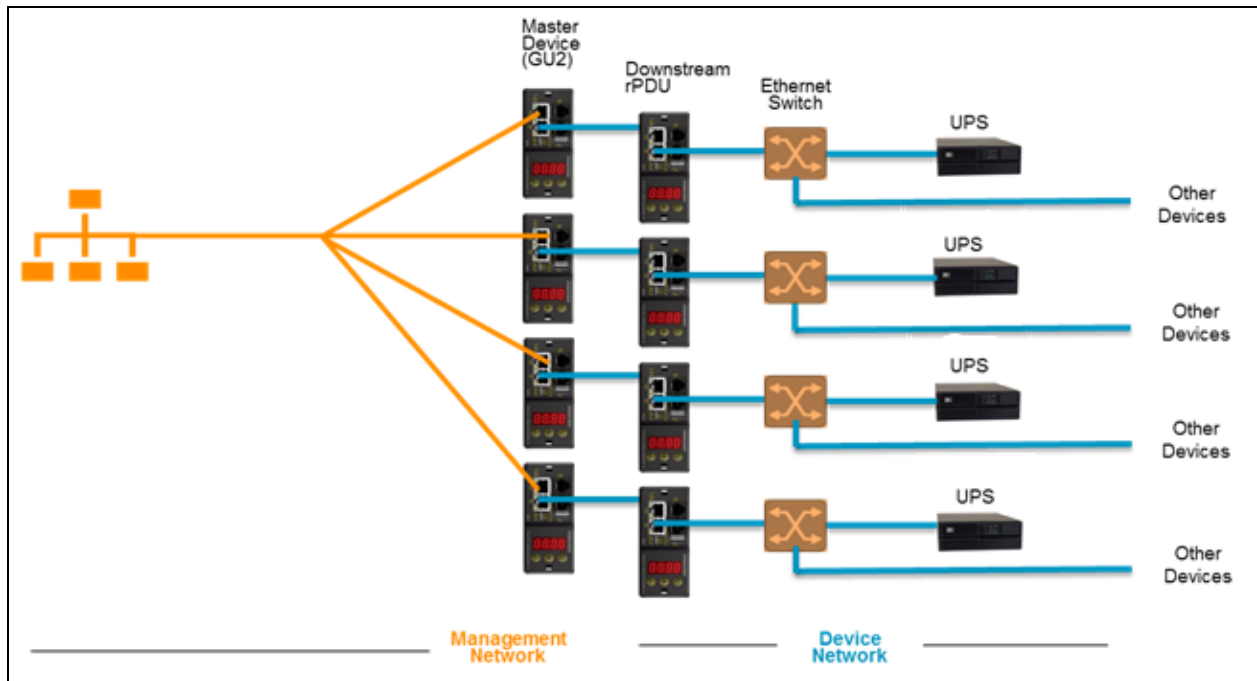 Master
Device
(GU2)
Downstream
rPDU
Ethernet
Switch
UPS
Other
Devices
UPS
Other
Devices
UPS
Other
Devices
UPS
Other
Devices
Management
Network
Device
Network